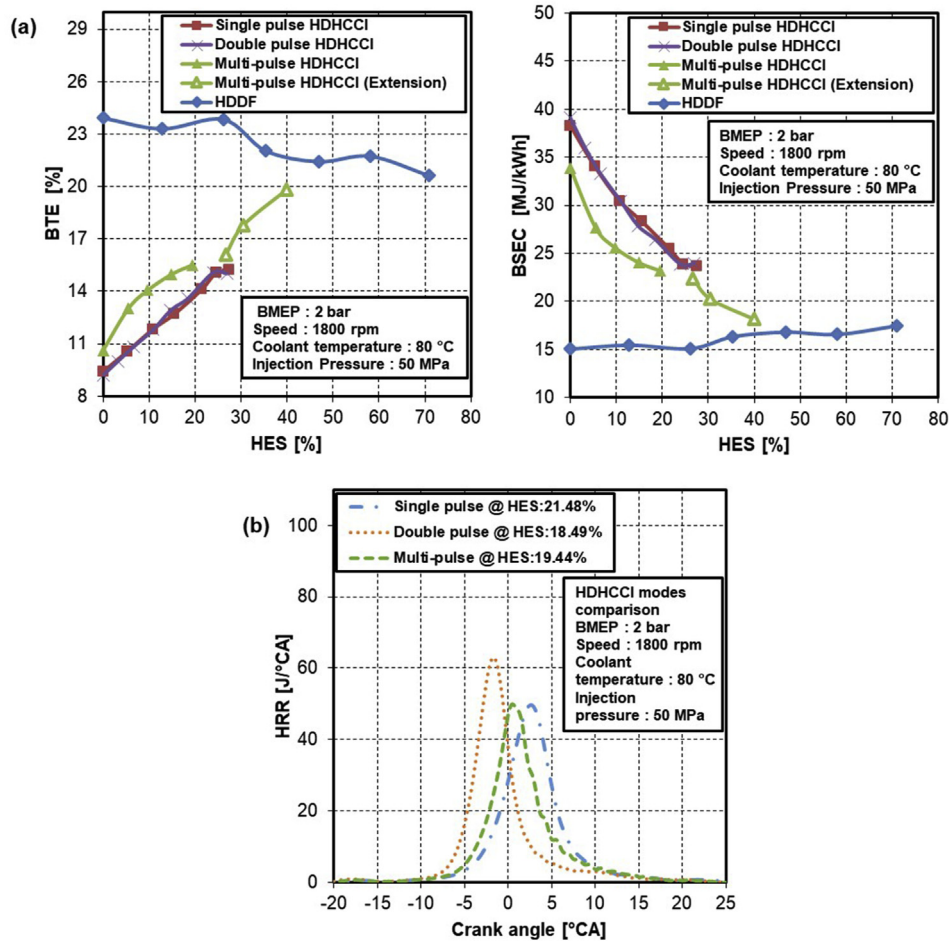 (a)
29
26
23
20
17
14
11
8
BTE [%]
Single pulse HDHCCI
Double pulse HDHCCI
Multi-pulse HDHCCI
Multi-pulse HDHCCI (Extension)
HDDF
BMEP : 2 bar
Speed : 1800 rpm
Coolant temperature : 80 °C
Injection Pressure : 50 MPa
0 10 20 30 40 50 60 70 80
HES [%]
50
45
40
35
30
25
20
15
10
BSEC [MJ/kWh]
Single pulse HDHCCI
Double pulse HDHCCI
Multi-pulse HDHCCI
Multi-pulse HDHCCI (Extension)
HDDF
BMEP : 2 bar
Speed : 1800 rpm
Coolant temperature : 80 °C
Injection Pressure : 50 MPa
0 10 20 30 40 50 60 70 80
HES [%]
(b)
100
80
60
40
20
0
HRR [J/°CA]
Single pulse @ HES:21.48%
Double pulse @ HES:18.49%
Multi-pulse @ HES:19.44%
HDHCCI modes
comparison
BMEP : 2 bar
Speed : 1800 rpm
Coolant
temperature : 80 °C
Injection
pressure : 50 MPa
-20 -15 -10 -5 0 5 10 15 20 25
Crank angle [°CA]